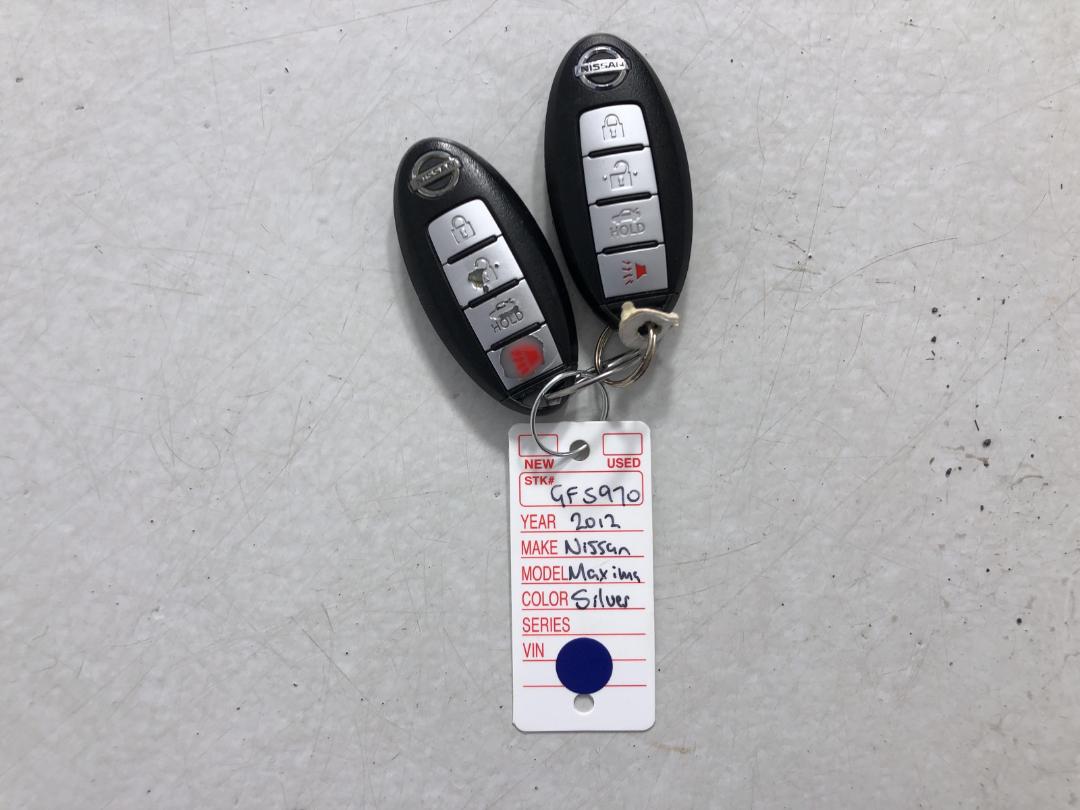 NISSAN
NISSAN
HOLD
HOLD
NEW USED
STK# GFS970
YEAR 2012
MAKE Nissan
MODEL Maxima
COLOR Silver
SERIES
VIN